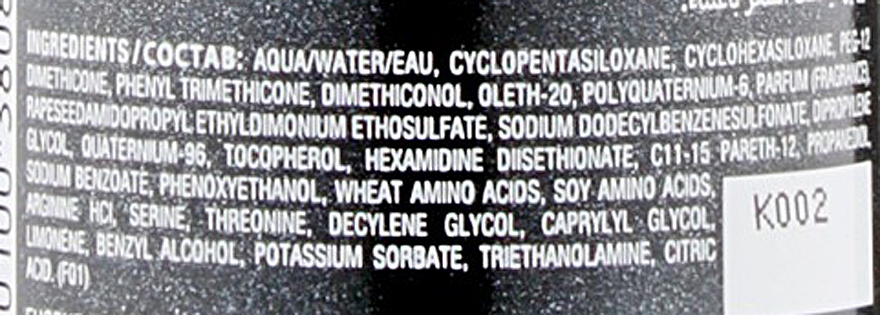 INGREDIENTS/СОСТАВ: AQUA/WATER/EAU, CYCLOPENTASILOXANE, CYCLOHEXASILOXANE, PEG-12
DIMETHICONE, PHENYL TRIMETHICONE, DIMETHICONOL, OLETH-20, POLYQUATERNIUM-6, PARFUM (FRAGRANCE),
RAPESEEDAMIDOPROPYL ETHYLDIMONIUM ETHOSULFATE, SODIUM DODECYLBENZENESULFONATE, DIPROPYLENE
GLYCOL, QUATERNIUM-96, TOCOPHEROL, HEXAMIDINE DIISETHIONATE, C11-15 PARETH-12, PROPANEDIOL,
SODIUM BENZOATE, PHENOXYETHANOL, WHEAT AMINO ACIDS, SOY AMINO ACIDS,
ARGININE HCl, SERINE, THREONINE, DECYLENE GLYCOL, CAPRYLYL GLYCOL,
LIMONENE, BENZYL ALCOHOL, POTASSIUM SORBATE, TRIETHANOLAMINE, CITRIC
ACID. (F01)
K002